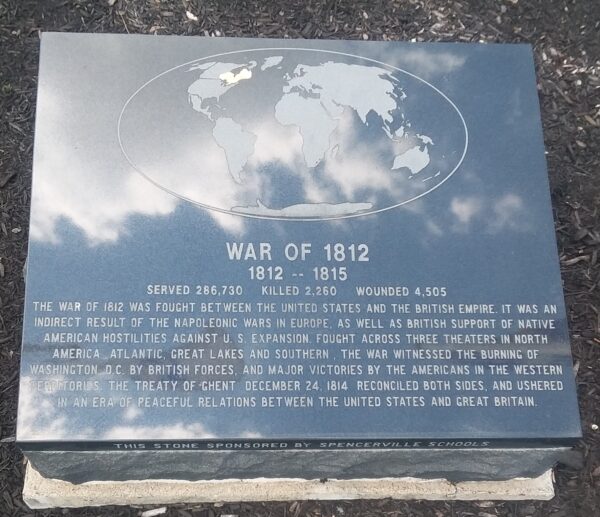 WAR OF 1812
1812 -- 1815
SERVED 286,730 KILLED 2,260 WOUNDED 4,505
THE WAR OF 1812 WAS FOUGHT BETWEEN THE UNITED STATES AND THE BRITISH EMPIRE. IT WAS AN
INDIRECT RESULT OF THE NAPOLEONIC WARS IN EUROPE, AS WELL AS BRITISH SUPPORT OF NATIVE
AMERICAN HOSTILITIES AGAINST U. S. EXPANSION. FOUGHT ACROSS THREE THEATERS IN NORTH
AMERICA, ATLANTIC, GREAT LAKES AND SOUTHERN , THE WAR WITNESSED THE BURNING OF
WASHINGTON, D.C. BY BRITISH FORCES, AND MAJOR VICTORIES BY THE AMERICANS IN THE WESTERN
TERRITORIES. THE TREATY OF GHENT, DECEMBER 24, 1814, RECONCILED BOTH SIDES, AND USHERED
IN AN ERA OF PEACEFUL RELATIONS BETWEEN THE UNITED STATES AND GREAT BRITAIN.
THIS STONE SPONSORED BY SPENCERVILLE SCHOOLS